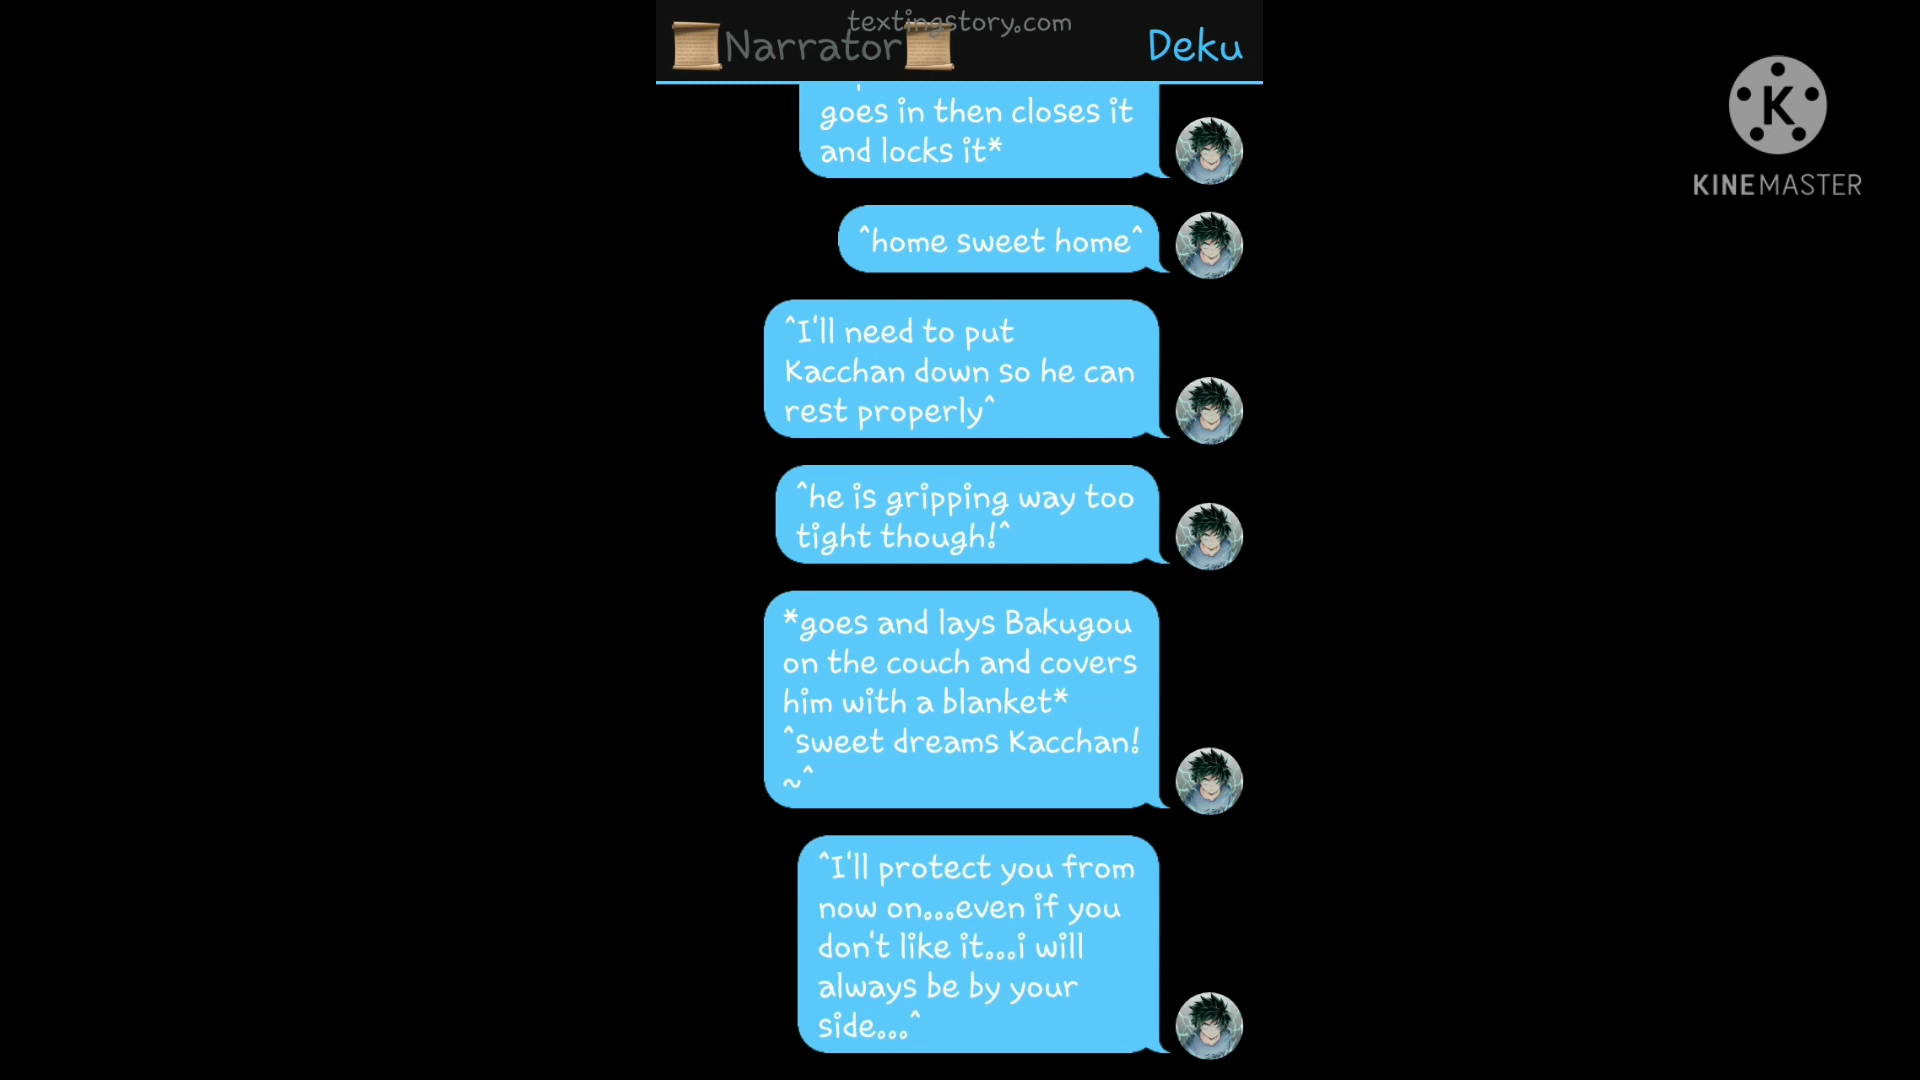 textingstory.com
Narrator
Deku
goes in then closes it
and locks it*
^home sweet home^
^I'll need to put
Kacchan down so he can
rest properly^
^he is gripping way too
tight though!^
*goes and lays Bakugou
on the couch and covers
him with a blanket*
^sweet dreams Kacchan!
~^
^I'll protect you from
now on...even if you
don't like it...i will
always be by your
side...^
K
KINEMASTER